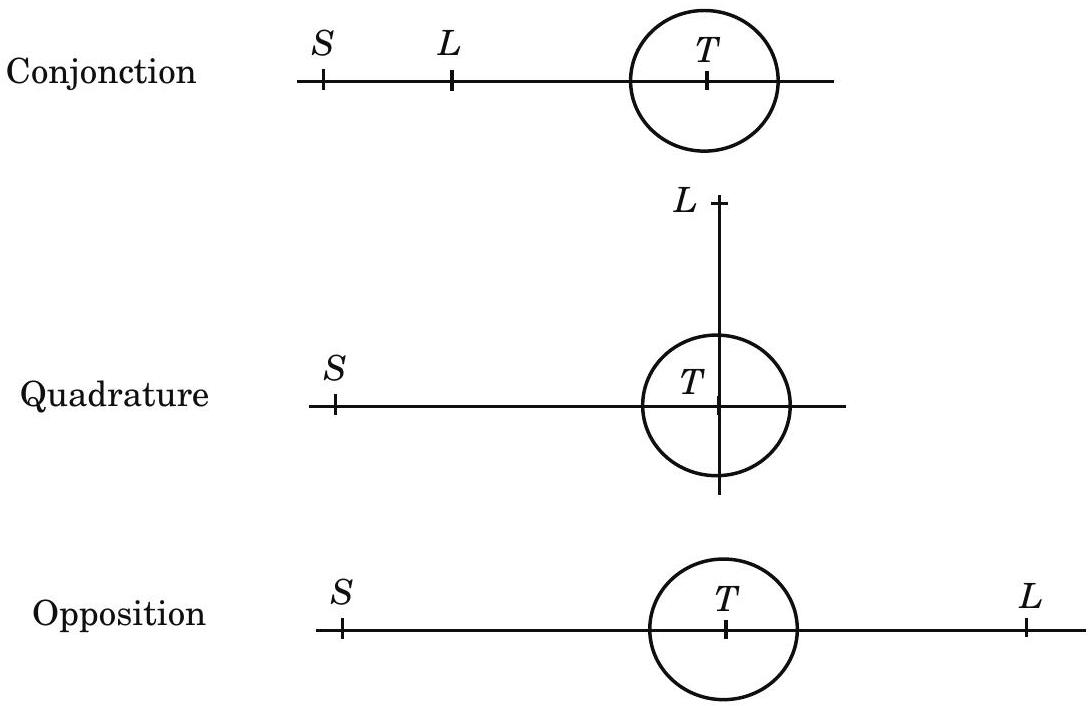 S L T
Conjonction
L
S T
Quadrature
S T L
Opposition